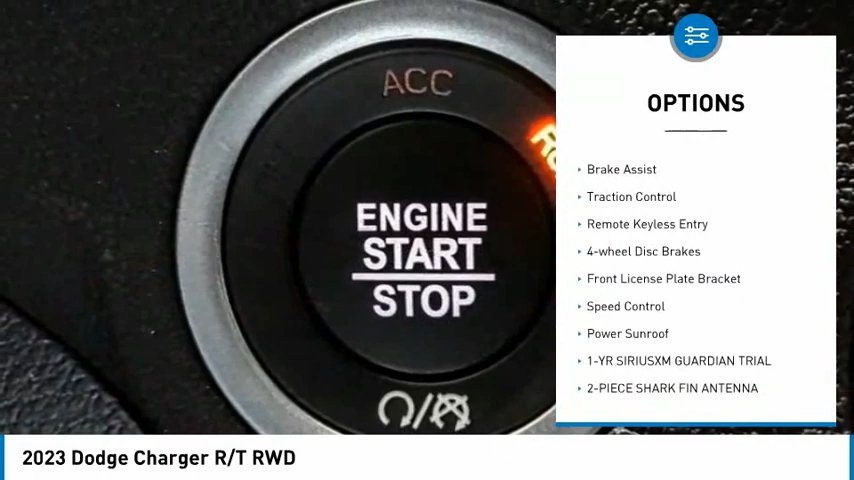 ACC
ENGINE
START
STOP
OPTIONS
Brake Assist
Traction Control
Remote Keyless Entry
4-wheel Disc Brakes
Front License Plate Bracket
Speed Control
Power Sunroof
1-YR SIRIUSXM GUARDIAN TRIAL
2-PIECE SHARK FIN ANTENNA
2023 Dodge Charger R/T RWD